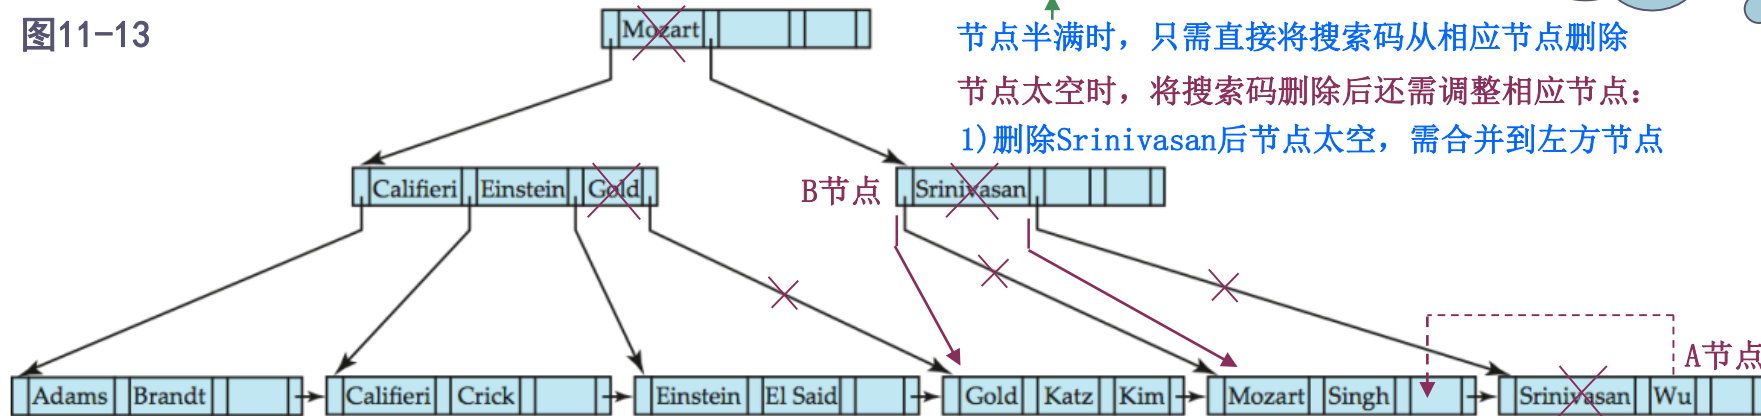 图11-13
Mozart
节点半满时，只需直接将搜索码从相应节点删除
节点太空时，将搜索码删除后还需调整相应节点：
1)删除Srinivasan后节点太空，需合并到左方节点
Califieri Einstein Gold
B节点
Srinivasan
A节点
Adams Brandt
Califieri Crick
Einstein El Said
Gold Katz Kim
Mozart Singh
Srinivasan Wu